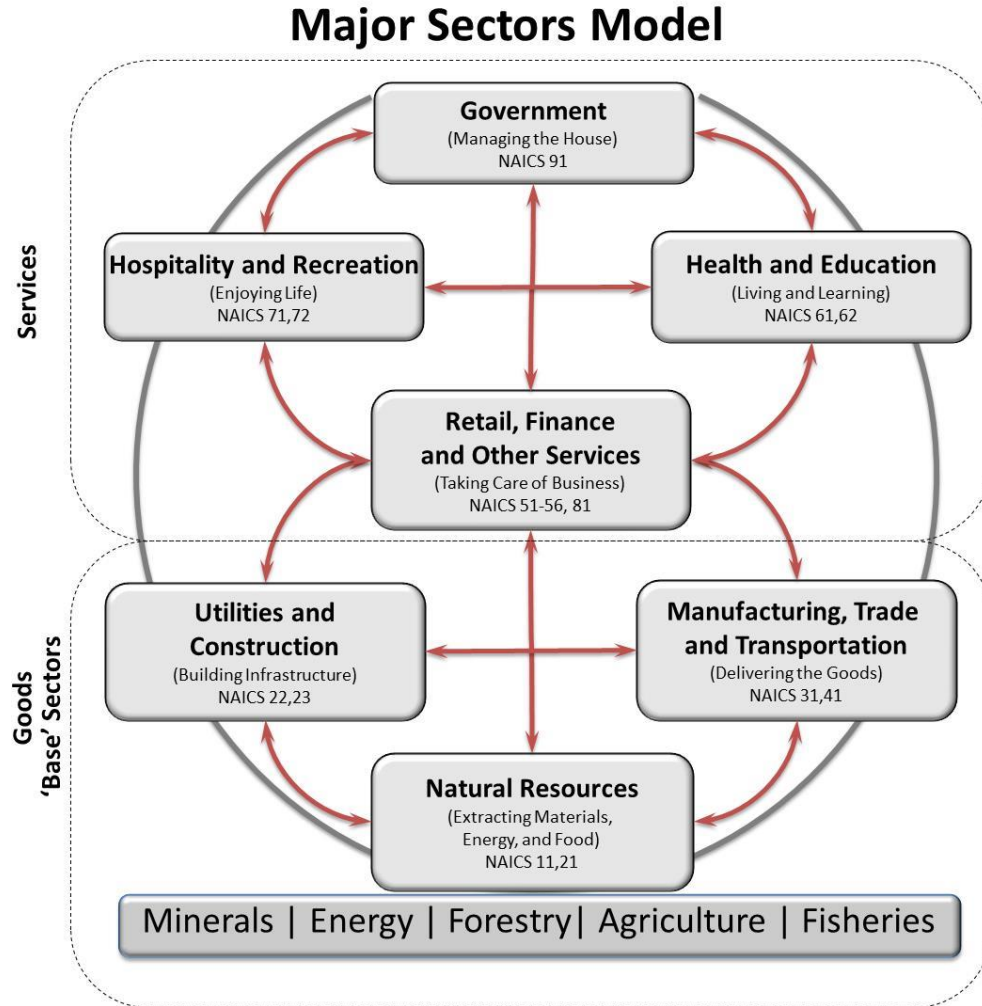 Major Sectors Model
Services
Government
(Managing the House)
NAICS 91
Hospitality and Recreation
(Enjoying Life)
NAICS 71,72
Health and Education
(Living and Learning)
NAICS 61,62
Retail, Finance
and Other Services
(Taking Care of Business)
NAICS 51-56, 81
Goods
‘Base’ Sectors
Utilities and
Construction
(Building Infrastructure)
NAICS 22,23
Manufacturing, Trade
and Transportation
(Delivering the Goods)
NAICS 31,41
Natural Resources
(Extracting Materials,
Energy, and Food)
NAICS 11,21
Minerals | Energy | Forestry| Agriculture | Fisheries